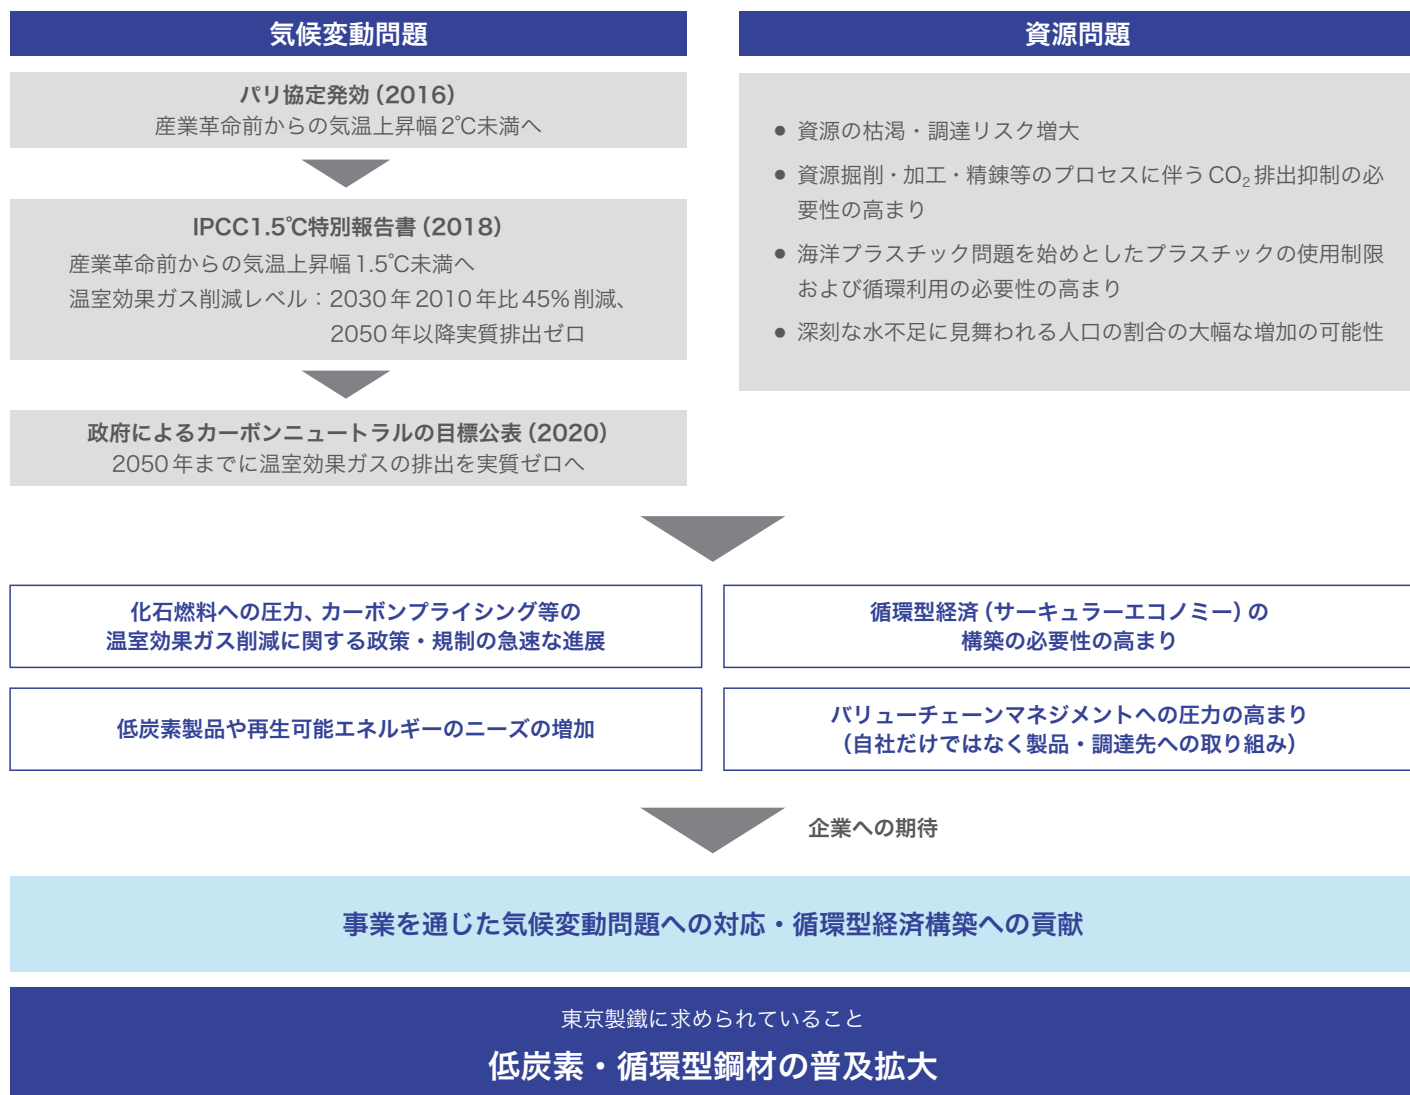 気候変動問題
パリ協定発効（2016）
産業革命前からの気温上昇幅2℃未満へ
IPCC1.5℃特別報告書（2018）
産業革命前からの気温上昇幅1.5℃未満へ
温室効果ガス削減レベル：2030年2010年比45%削減、
2050年以降実質排出ゼロ
政府によるカーボンニュートラルの目標公表（2020）
2050年までに温室効果ガスの排出を実質ゼロへ
資源問題
● 資源の枯渇・調達リスク増大
● 資源掘削・加工・精錬等のプロセスに伴うCO₂排出抑制の必
要性の高まり
● 海洋プラスチック問題を始めとしたプラスチックの使用制限
および循環利用の必要性の高まり
● 深刻な水不足に見舞われる人口の割合の大幅な増加の可能性
化石燃料への圧力、カーボンプライシング等の
温室効果ガス削減に関する政策・規制の急速な進展
循環型経済（サーキュラーエコノミー）の
構築の必要性の高まり
低炭素製品や再生可能エネルギーのニーズの増加
バリューチェーンマネジメントへの圧力の高まり
（自社だけではなく製品・調達先への取り組み）
企業への期待
事業を通じた気候変動問題への対応・循環型経済構築への貢献
東京製鐵に求められていること
低炭素・循環型鋼材の普及拡大